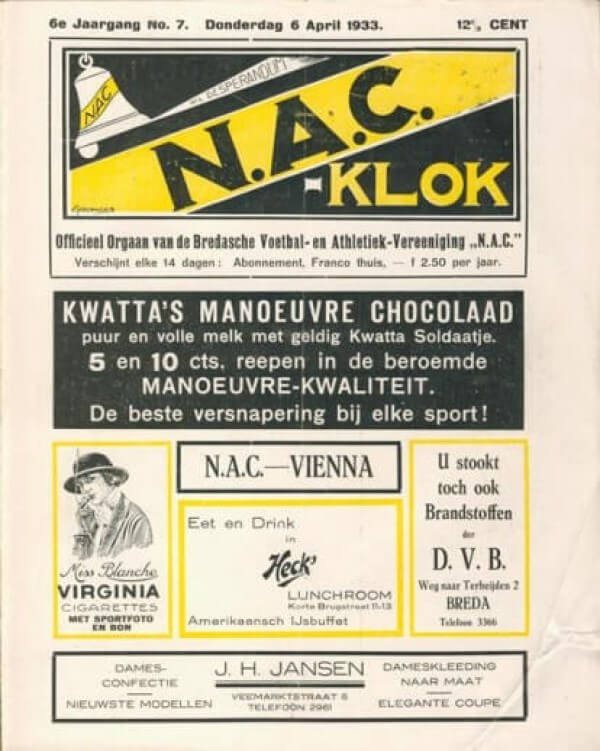 6e Jaargang No. 7. Donderdag 6 April 1933. 12⁵₀ CENT
NAC
DESPERANDUM
N.A.C.
-KLOK
Officieel Orgaan van de Bredasche Voetbal- en Athletiek-Vereeniging „N.A.C."
Verschijnt elke 14 dagen: Abonnement, Franco thuis, — f 2.50 per jaar.
KWATTA'S MANOEUVRE CHOCOLAAD
puur en volle melk met geldig Kwatta Soldaatje.
5 en 10 cts. reepen in de beroemde
MANOEUVRE-KWALITEIT.
De beste versnapering bij elke sport!
Miss Blanche
VIRGINIA
CIGARETTES
MET SPORTFOTO
EN BON
N.A.C.—VIENNA
Eet en Drink
in
Heck's
LUNCHROOM
Korte Brugstraat 11-13
Amerikaansch IJsbuffet
U stookt
toch ook
Brandstoffen
der
D. V. B.
Weg naar Terheijden 2
BREDA
Telefoon 3366
DAMES-
CONFECTIE
NIEUWSTE MODELLEN
J. H. JANSEN
VEEMARKTSTRAAT 6
TELEFOON 2961
DAMESKLEEDING
NAAR MAAT
ELEGANTE COUPE